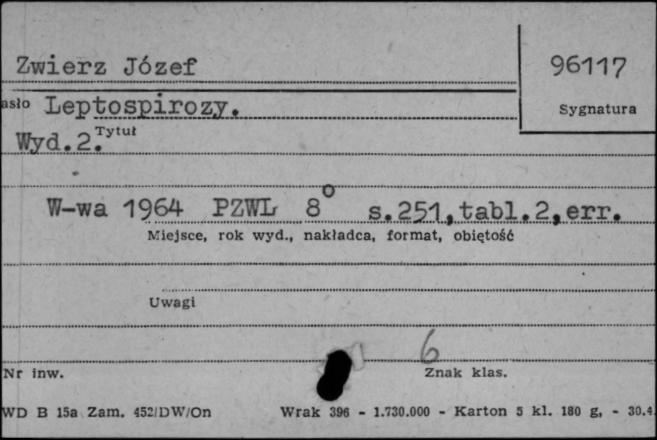 Zwierz Józef
96117
asło Leptospirozy.
Sygnatura
Tytuł
Wyd.2.
W-wa 1964 PZWL 8° s.251,tabl.2,err.
Miejsce, rok wyd., nakładca, format, obiętość
Uwagi
6
Nr inw.
Znak klas.
WD B 15a Zam. 452/DW/On Wrak 396 - 1.730.000 - Karton 5 kl. 180 g, - 30.4.